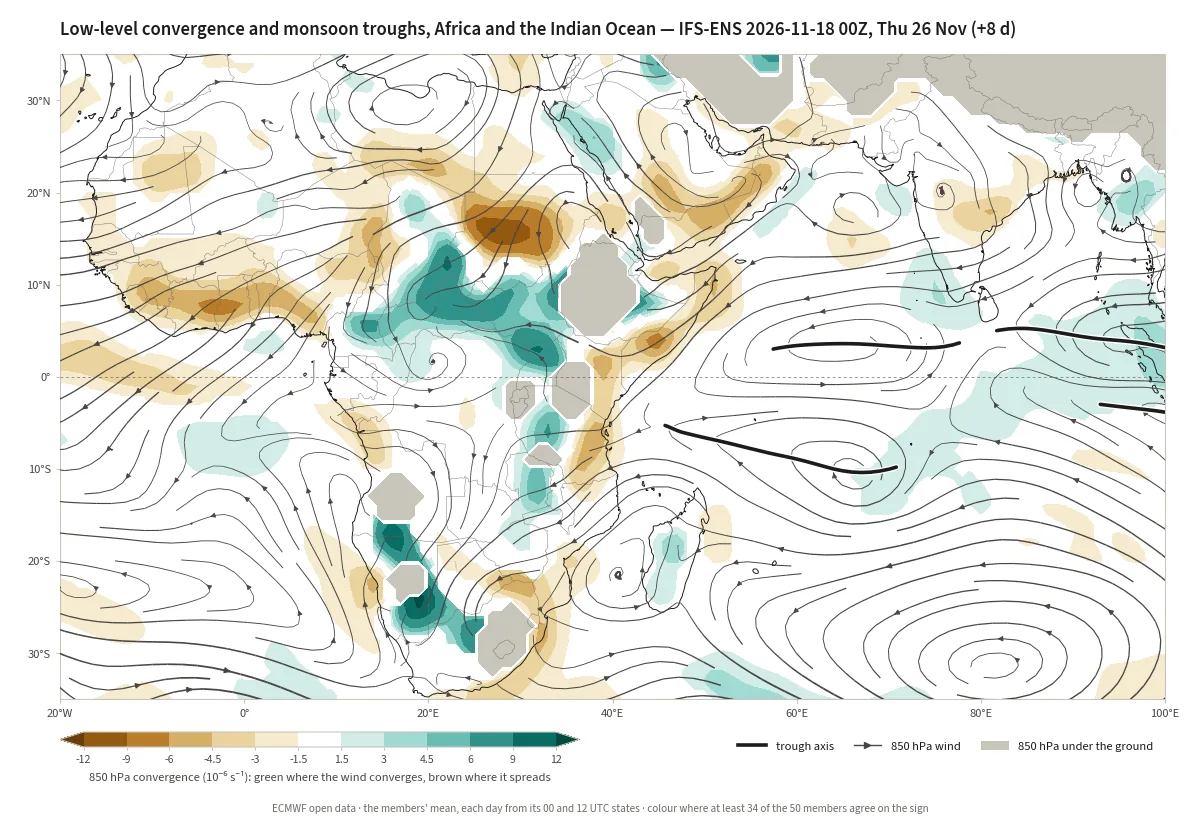 Low-level convergence and monsoon troughs, Africa and the Indian Ocean — IFS-ENS 2026-11-18 00Z, Thu 26 Nov (+8 d)
30°N
20°N
10°N
0°
10°S
20°S
30°S
20°W
0°
20°E
40°E
60°E
80°E
100°E
-12
-9
-6
-4.5
-3
-1.5
1.5
3
4.5
6
9
12
850 hPa convergence (10⁻⁶ s⁻¹): green where the wind converges, brown where it spreads
trough axis
850 hPa wind
850 hPa under the ground
ECMWF open data · the members' mean, each day from its 00 and 12 UTC states · colour where at least 34 of the 50 members agree on the sign